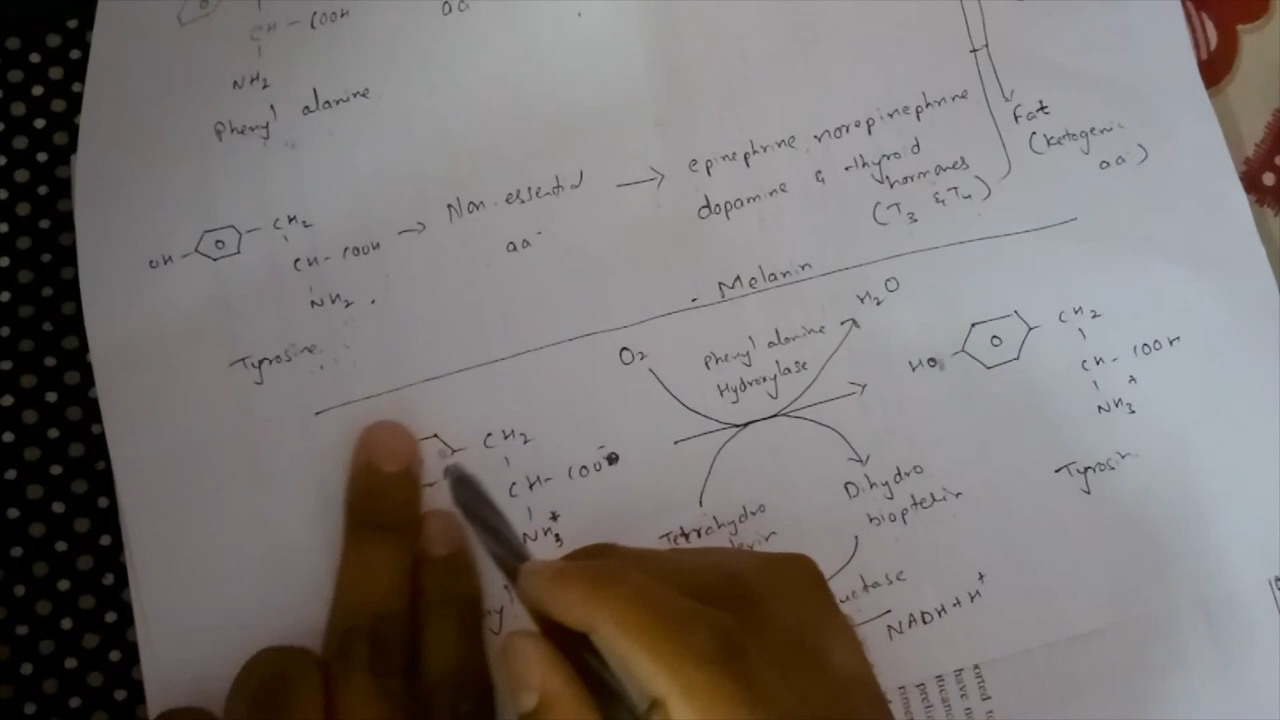 CH - COOH
aa
NH2
Phenyl alanine
OH
CH2
CH - COOH
NH2
Tyrosine
Non essential
aa
epinephrine, norepinephrine
dopamine & thyroid
hormones
(T3 & T4)
Fat
(ketogenic
aa)
- Melanin
O2
Phenyl alanine
Hydroxylase
H2O
HO
CH2
CH - COOH
NH3+
Tyrosin
CH2
CH - COO-
NH3+
Tetrahydro
Dihydro
biopterin
NADH + H+